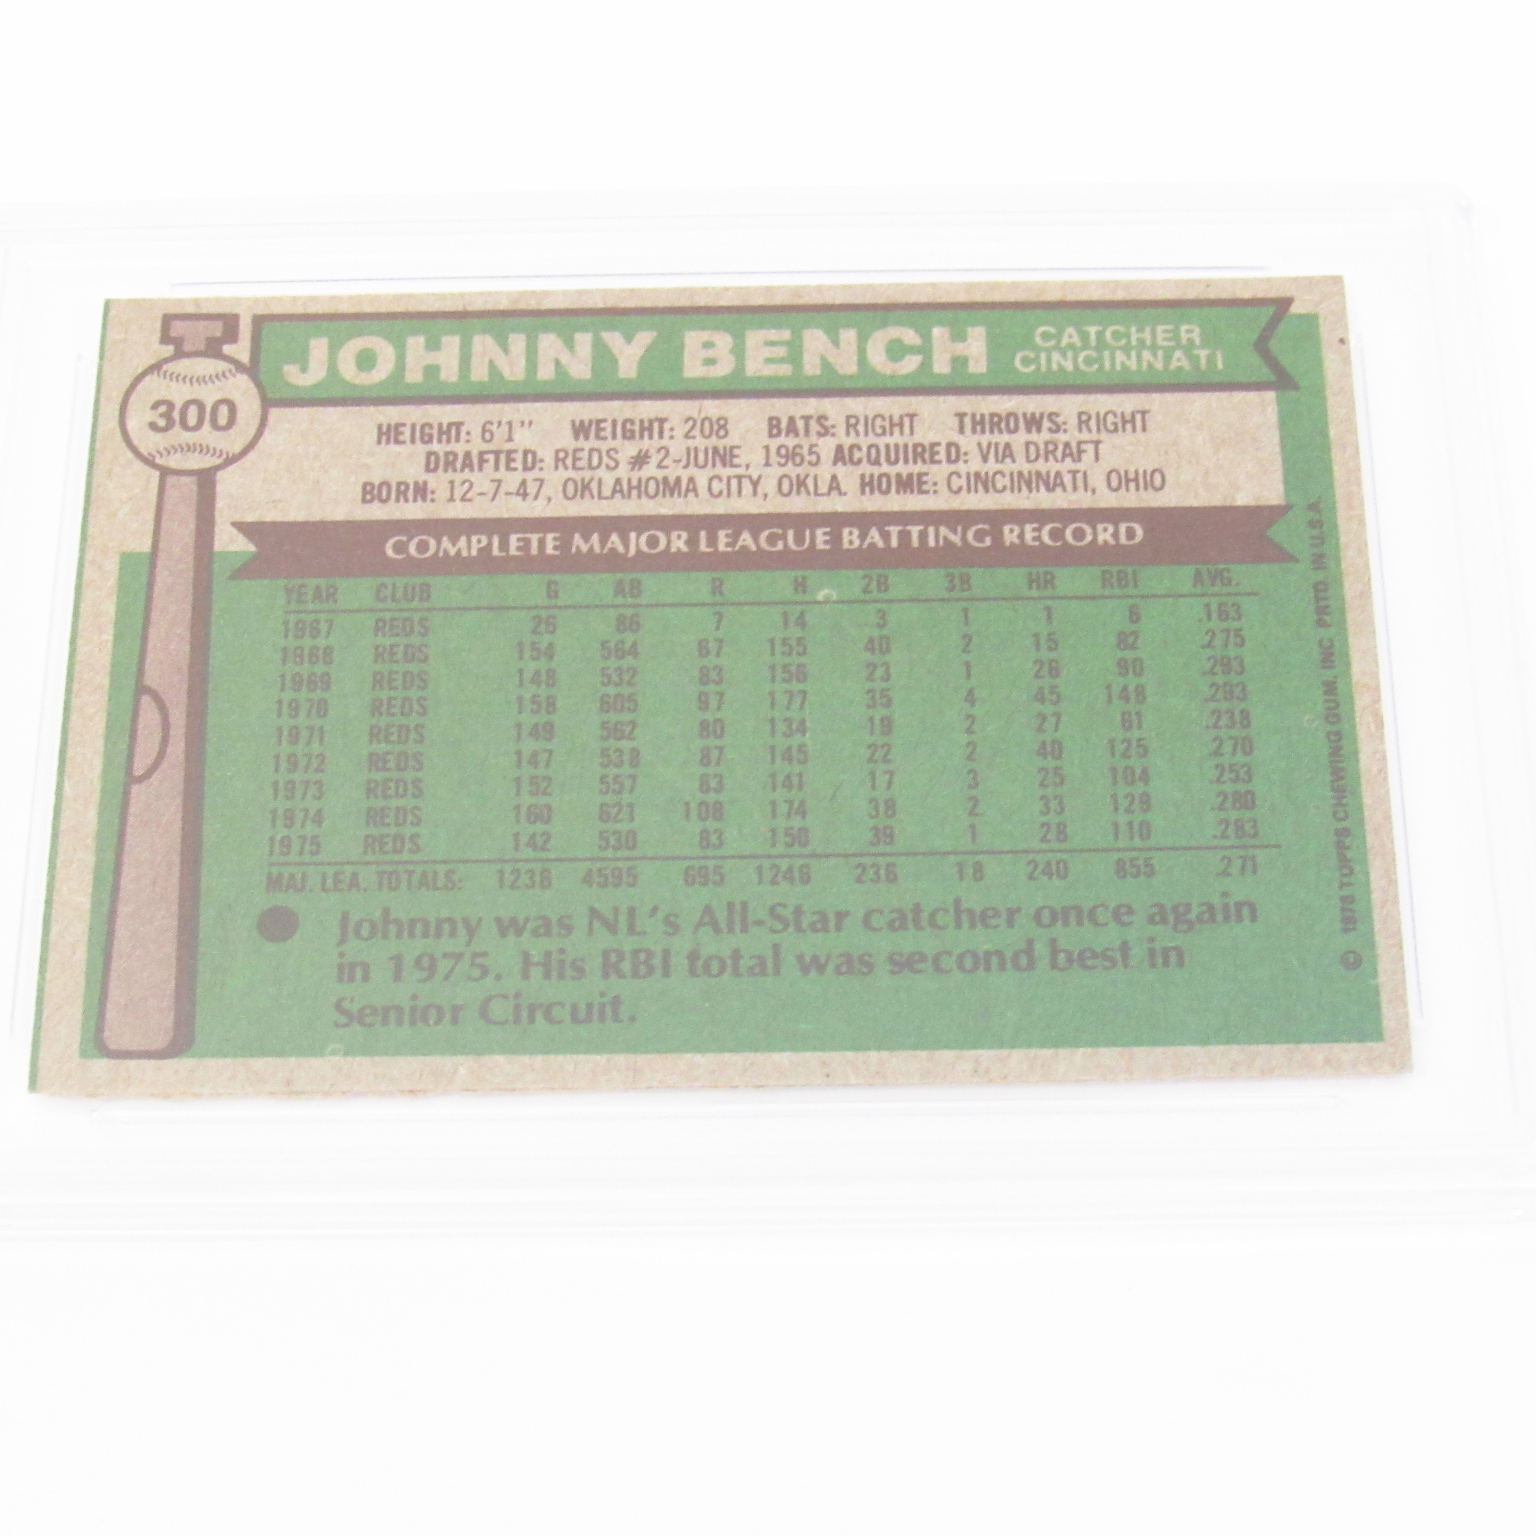 T
JOHNNY BENCH CATCHER CINCINNATI
300
HEIGHT: 6'1" WEIGHT: 208 BATS: RIGHT THROWS: RIGHT
DRAFTED: REDS #2-JUNE, 1965 ACQUIRED: VIA DRAFT
BORN: 12-7-47, OKLAHOMA CITY, OKLA. HOME: CINCINNATI, OHIO
COMPLETE MAJOR LEAGUE BATTING RECORD
YEAR CLUB G AB R H 2B 3B HR RBI AVG.
1967 REDS 26 86 7 14 3 1 1 6 .163
1968 REDS 154 564 67 155 40 2 15 82 .275
1969 REDS 148 532 83 156 23 1 26 90 .293
1970 REDS 158 605 97 177 35 4 45 148 .293
1971 REDS 149 562 80 134 19 2 27 61 .238
1972 REDS 147 538 87 145 22 2 40 125 .270
1973 REDS 152 557 83 141 17 3 25 104 .253
1974 REDS 160 621 108 174 38 2 33 129 .280
1975 REDS 142 530 83 150 39 1 28 110 .283
MAJ. LEA. TOTALS: 1236 4595 695 1246 236 18 240 855 .271
Johnny was NL's All-Star catcher once again
in 1975. His RBI total was second best in
Senior Circuit.
© 1976 TOPPS CHEWING GUM, INC PRTD. IN U.S.A.